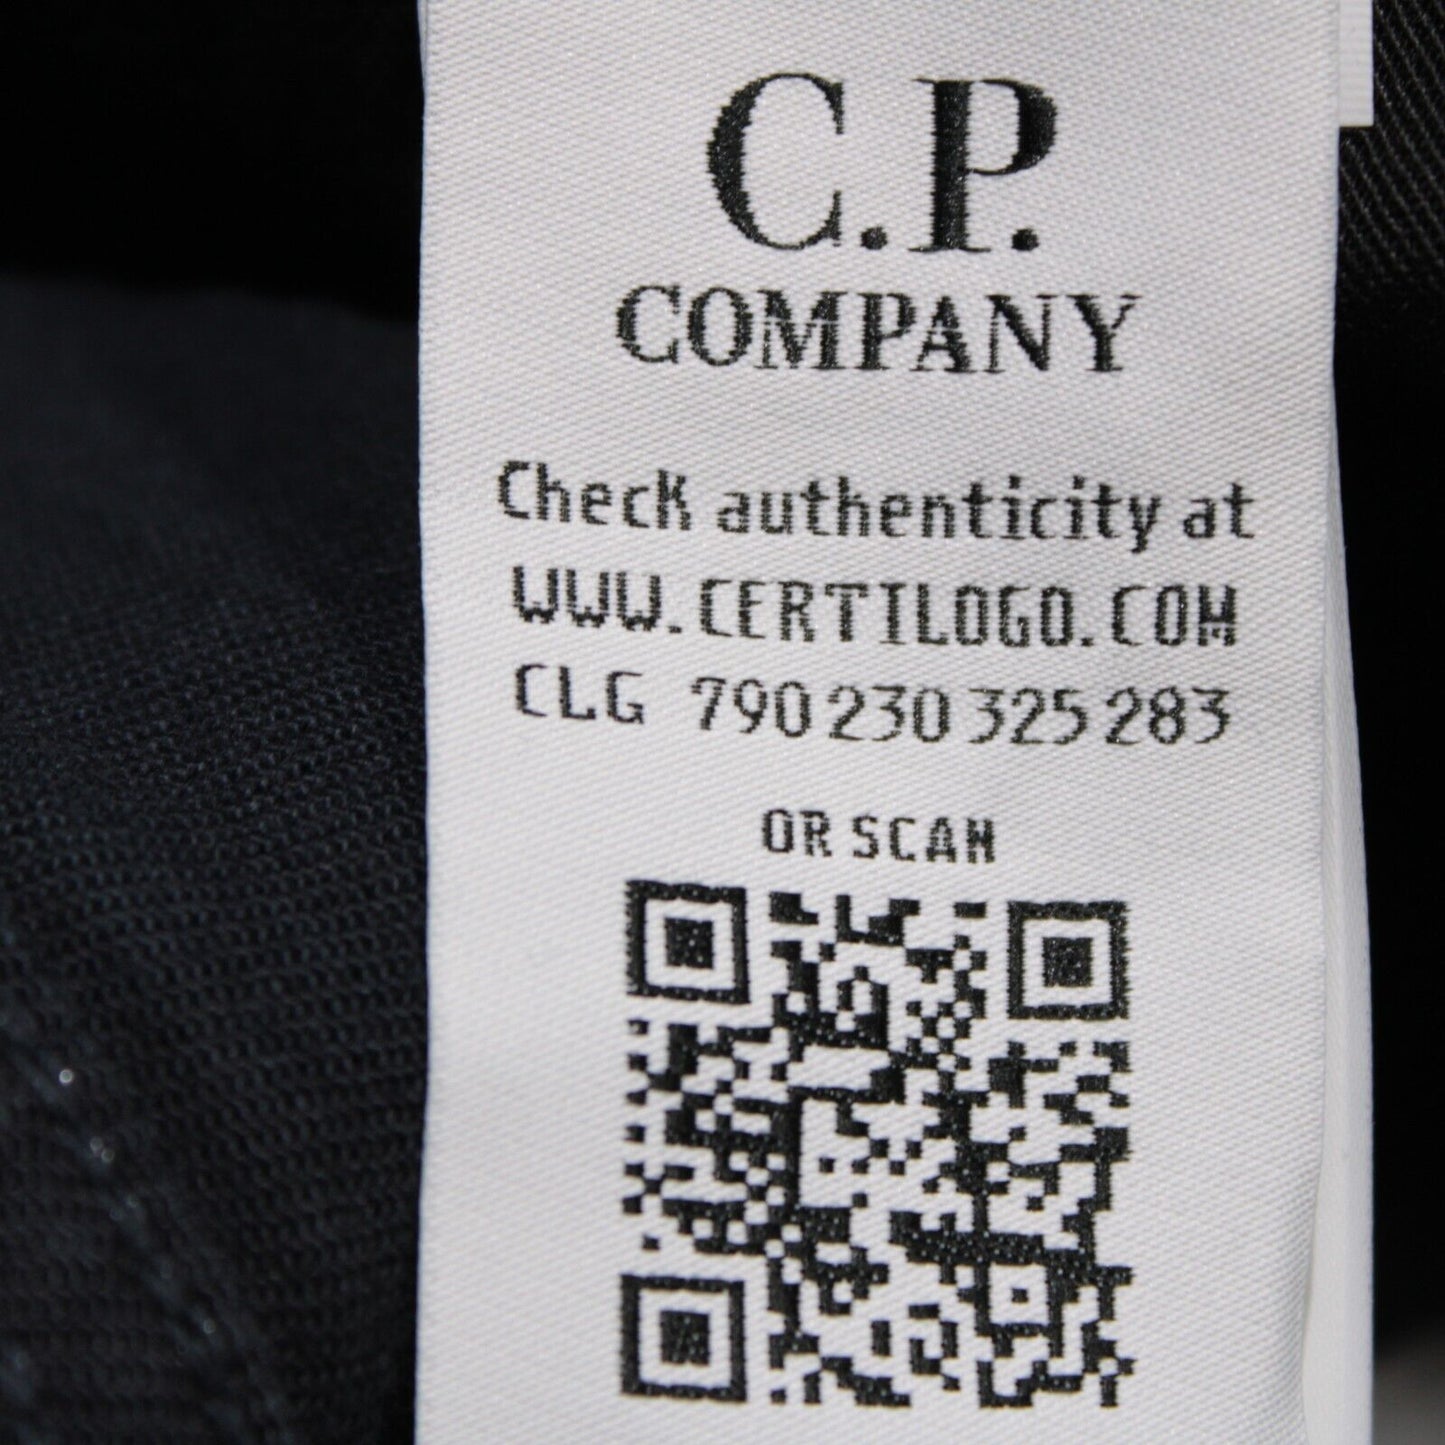 C.P.
COMPANY
Check authenticity at
WWW.CERTILOGO.COM
CLG 790 230 325 283
OR SCAN